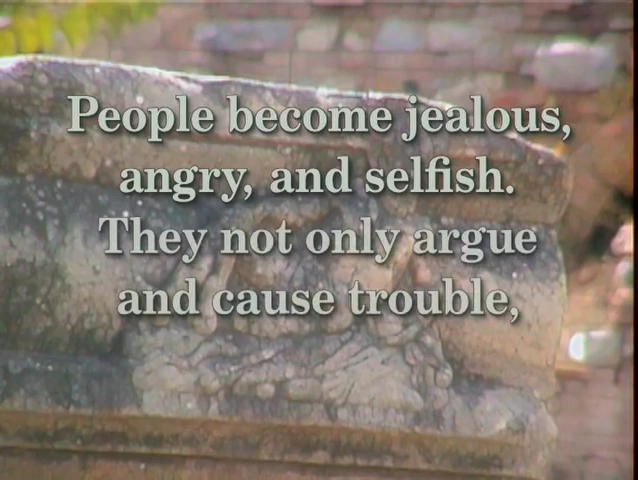 People become jealous,
angry, and selfish.
They not only argue
and cause trouble,